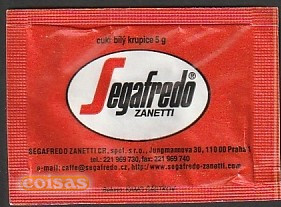 cukr bílý krupice 5 g
Segafredo®
ZANETTI
SEGAFREDO ZANETTI CR, spol. s r.o., Jungmannova 30, 110 00 Praha 1
tel.: 221 969 730, fax: 221 969 740
e-mail: caffe@segafredo.cz, http://www.segafredo-zanetti.com
coisas